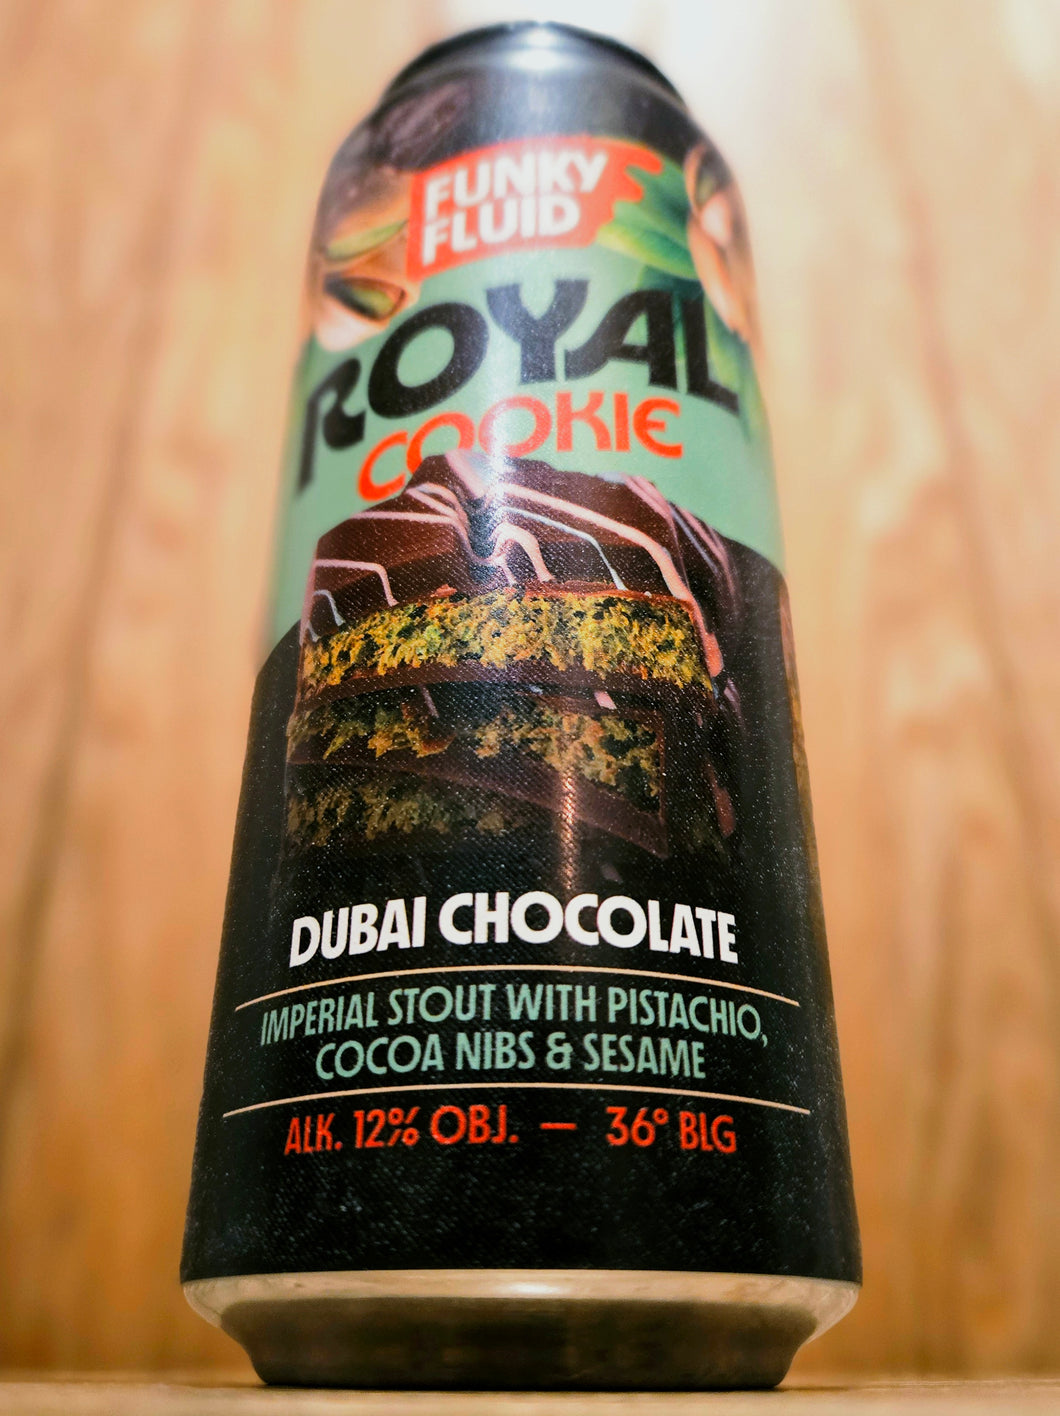 FUNKY
FLUID
ROYAL
COOKIE
DUBAI CHOCOLATE
IMPERIAL STOUT WITH PISTACHIO,
COCOA NIBS & SESAME
ALK. 12% OBJ. — 36° BLG